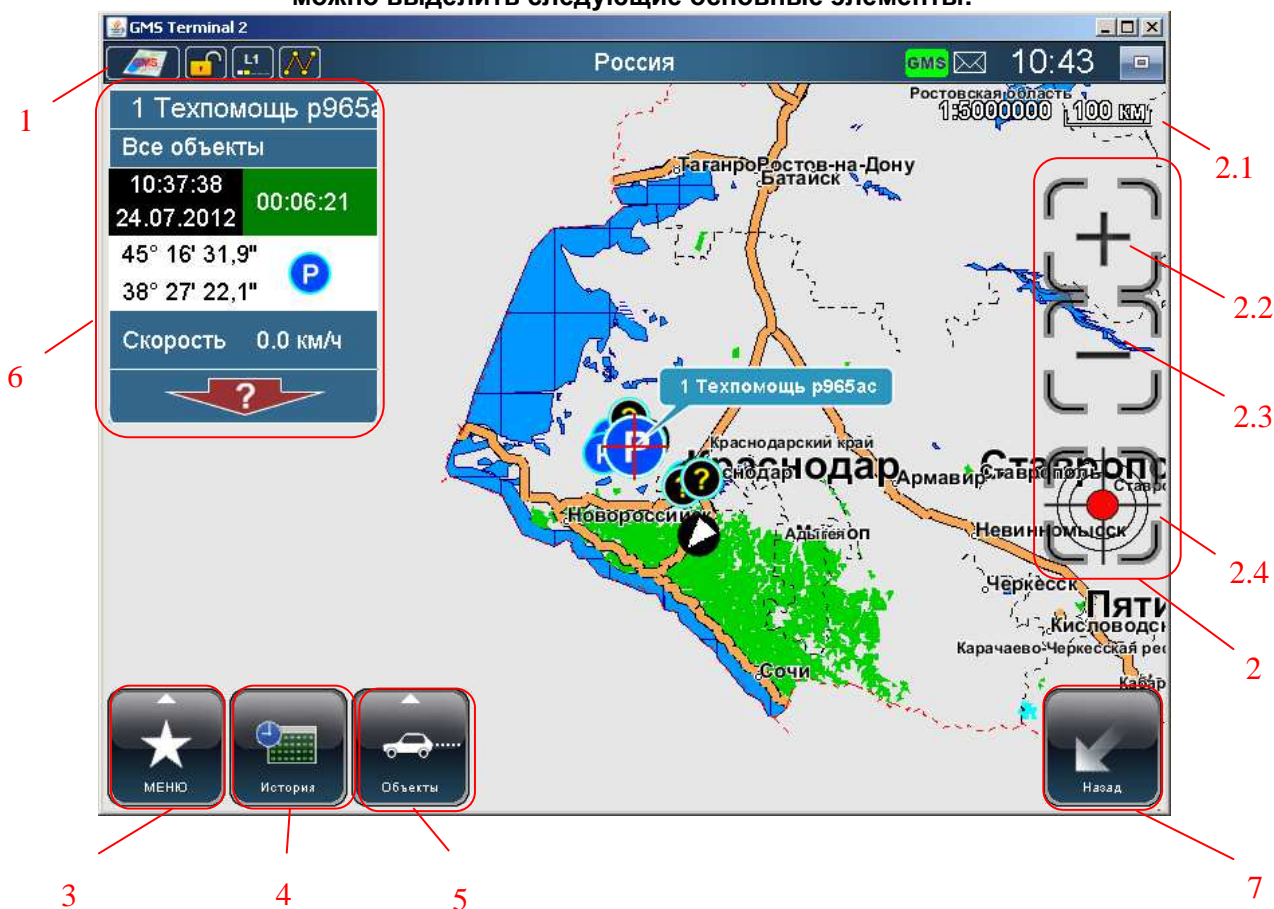 можно выделить следующие основные элементы:
GMS Terminal 2
GMS
L1
Россия
GMS
10:43
1
1 Техпомощь р965а
Все объекты
10:37:38
24.07.2012
00:06:21
45° 16' 31,9"
38° 27' 22,1"
P
Скорость 0.0 км/ч
?
6
Ростовская область
1:5000000
100 км
2.1
Таганро
Ростов-на-Дону
Батайск
2.2
2.3
1 Техпомощь р965ас
?
P
?
?
Краснодарский край
Краснодар
Армавир
Ставрополь
Новороссийск
Невинномысск
2.4
Черкесск
Пяти
Кисловодск
Карачаево-Черкесская рес
2
Сочи
Кабар
МЕНЮ
История
Объекты
Назад
3
4
5
7